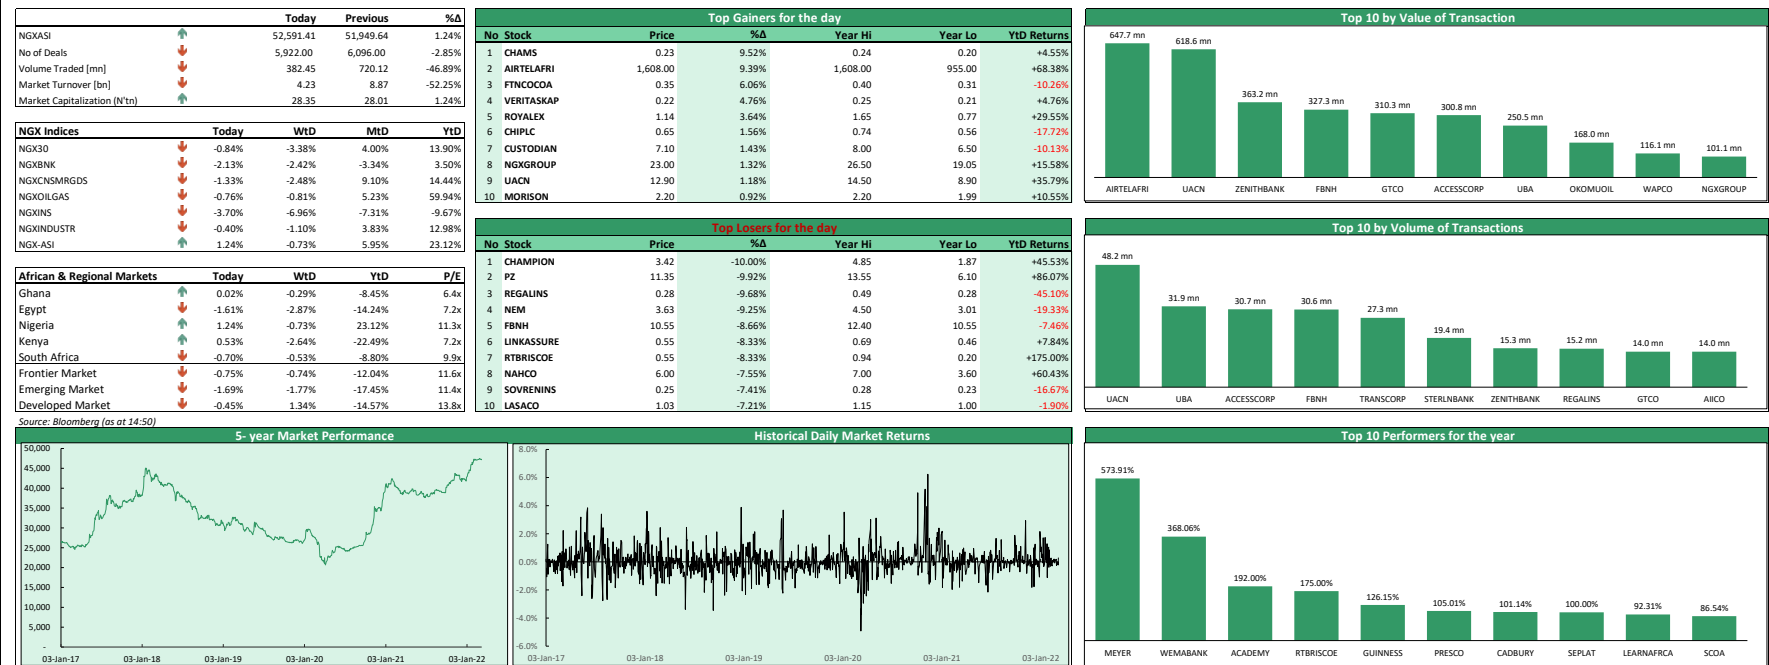 Today Previous %Δ
NGXASI 52,591.41 51,949.64 1.24%
No of Deals 5,922.00 6,096.00 -2.85%
Volume Traded [mn] 382.45 720.12 -46.89%
Market Turnover [bn] 4.23 8.87 -52.25%
Market Capitalization (N'tn) 28.35 28.01 1.24%
NGX Indices Today WtD MtD YtD
NGX30 -0.84% -3.38% 4.00% 13.90%
NGXBNK -2.13% -2.42% -3.34% 3.50%
NGXCNSMRGDS -1.33% -2.48% 9.10% 14.44%
NGXOILGAS -0.76% -0.81% 5.23% 59.94%
NGXINS -3.70% -6.96% -7.31% -9.67%
NGXINDUSTR -0.40% -1.10% 3.83% 12.98%
NGX-ASI 1.24% -0.73% 5.95% 23.12%
African & Regional Markets Today WtD YtD P/E
Ghana 0.02% -0.29% -8.45% 6.4x
Egypt -1.61% -2.87% -14.24% 7.2x
Nigeria 1.24% -0.73% 23.12% 11.3x
Kenya 0.53% -2.64% -22.49% 7.2x
South Africa -0.70% -0.53% -8.80% 9.9x
Frontier Market -0.75% -0.74% -12.04% 11.6x
Emerging Market -1.69% -1.77% -17.45% 11.4x
Developed Market -0.45% 1.34% -14.57% 13.8x
Source: Bloomberg (as at 14:50)
Top Gainers for the day
No Stock Price %Δ Year Hi Year Lo YtD Returns
1 CHAMS 0.23 9.52% 0.24 0.20 +4.55%
2 AIRTELAFRI 1,608.00 9.39% 1,608.00 955.00 +68.38%
3 FTNCOCOA 0.35 6.06% 0.40 0.31 -10.26%
4 VERITASKAP 0.22 4.76% 0.25 0.21 +4.76%
5 ROYALEX 1.14 3.64% 1.65 0.77 +29.55%
6 CHIPLC 0.65 1.56% 0.74 0.56 -17.72%
7 CUSTODIAN 7.10 1.43% 8.00 6.50 -10.13%
8 NGXGROUP 23.00 1.32% 26.50 19.05 +15.58%
9 UACN 12.90 1.18% 14.50 8.90 +35.79%
10 MORISON 2.20 0.92% 2.20 1.99 +10.55%
Top Losers for the day
No Stock Price %Δ Year Hi Year Lo YtD Returns
1 CHAMPION 3.42 -10.00% 4.85 1.87 +45.53%
2 PZ 11.35 -9.92% 13.55 6.10 +86.07%
3 REGALINS 0.28 -9.68% 0.49 0.28 -45.10%
4 NEM 3.63 -9.25% 4.50 3.01 -19.33%
5 FBNH 10.55 -8.66% 12.40 10.55 -7.46%
6 LINKASSURE 0.55 -8.33% 0.69 0.46 +7.84%
7 RTBRISCOE 0.55 -8.33% 0.94 0.20 +175.00%
8 NAHCO 6.00 -7.55% 7.00 3.60 +60.43%
9 SOVRENINS 0.25 -7.41% 0.28 0.23 -16.67%
10 LASACO 1.03 -7.21% 1.15 1.00 -1.90%
Top 10 by Value of Transaction
647.7 mn 618.6 mn 363.2 mn 327.3 mn 310.3 mn 300.8 mn 250.5 mn 168.0 mn 116.1 mn 101.1 mn
AIRTELAFRI UACN ZENITHBANK FBNH GTCO ACCESSCORP UBA OKOMUOIL WAPCO NGXGROUP
Top 10 by Volume of Transactions
48.2 mn 31.9 mn 30.7 mn 30.6 mn 27.3 mn 19.4 mn 15.3 mn 15.2 mn 14.0 mn 14.0 mn
UACN UBA ACCESSCORP FBNH TRANSCORP STERLNBANK ZENITHBANK REGALINS GTCO AIICO
5- year Market Performance
50,000
45,000
40,000
35,000
30,000
25,000
20,000
15,000
10,000
5,000
-
03-Jan-17 03-Jan-18 03-Jan-19 03-Jan-20 03-Jan-21 03-Jan-22
Historical Daily Market Returns
8.0%
6.0%
4.0%
2.0%
0.0%
-2.0%
-4.0%
-6.0%
03-Jan-17 03-Jan-18 03-Jan-19 03-Jan-20 03-Jan-21 03-Jan-22
Top 10 Performers for the year
573.91% 368.06% 192.00% 175.00% 126.15% 105.01% 101.14% 100.00% 92.31% 86.54%
MEYER WEMABANK ACADEMY RTBRISCOE GUINNESS PRESCO CADBURY SEPLAT LEARNAFRCA SCOA